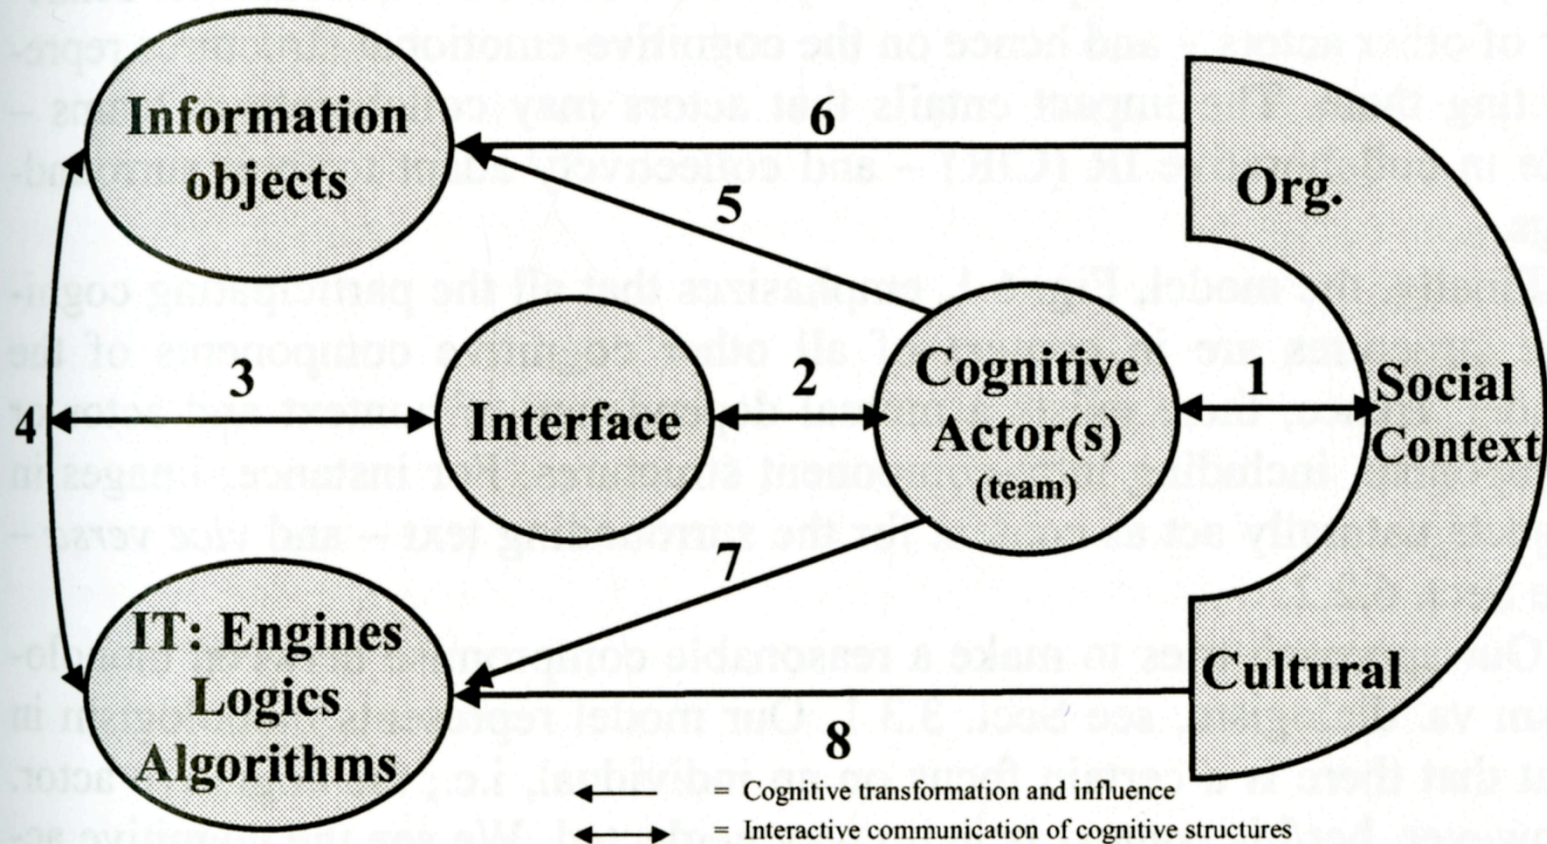 Information
objects
6
5
Org.
4
3
Interface
2
Cognitive
Actor(s)
(team)
1
Social
Context
7
IT: Engines
Logics
Algorithms
8
Cultural
= Cognitive transformation and influence
= Interactive communication of cognitive structures